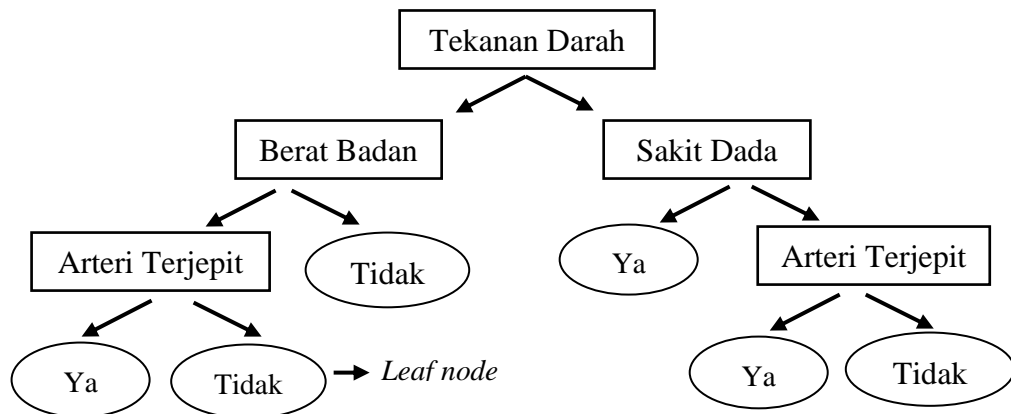 Tekanan Darah
Berat Badan
Sakit Dada
Arteri Terjepit
Tidak
Ya
Arteri Terjepit
Ya
Tidak
Leaf node
Ya
Tidak